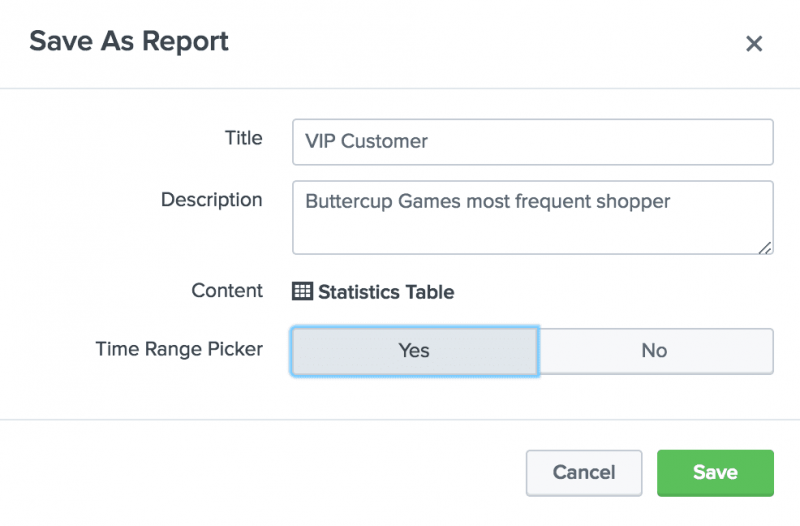 Save As Report
Title
VIP Customer
Description
Buttercup Games most frequent shopper
Content
Statistics Table
Time Range Picker
Yes
No
Cancel
Save